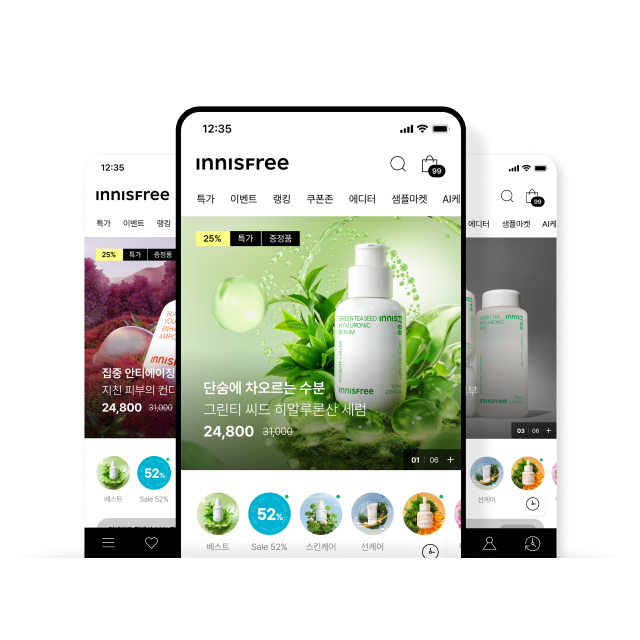 12:35
INNISFREE
특가 이벤트 랭킹
25% 특가 증정품
집중 안티에이징
지친 피부의 컨디
24,800 31,000
베스트 Sale 52%
52%
12:35
INNISFREE
99
특가 이벤트 랭킹 쿠폰존 에디터 샘플마켓 AI케
25% 특가 증정품
GREEN TEA SEED
HYALURONIC
SERUM
INNISFREE
INNISFREE
단숨에 차오르는 수분
그린티 씨드 히알루론산 세럼
24,800 31,000
01 06 +
52%
베스트 Sale 52% 스킨케어 선케어
99
에디터 샘플마켓 AI케
GREEN TEA SEED
HYALURONIC
INNISFREE
부
03 06 +
선케어